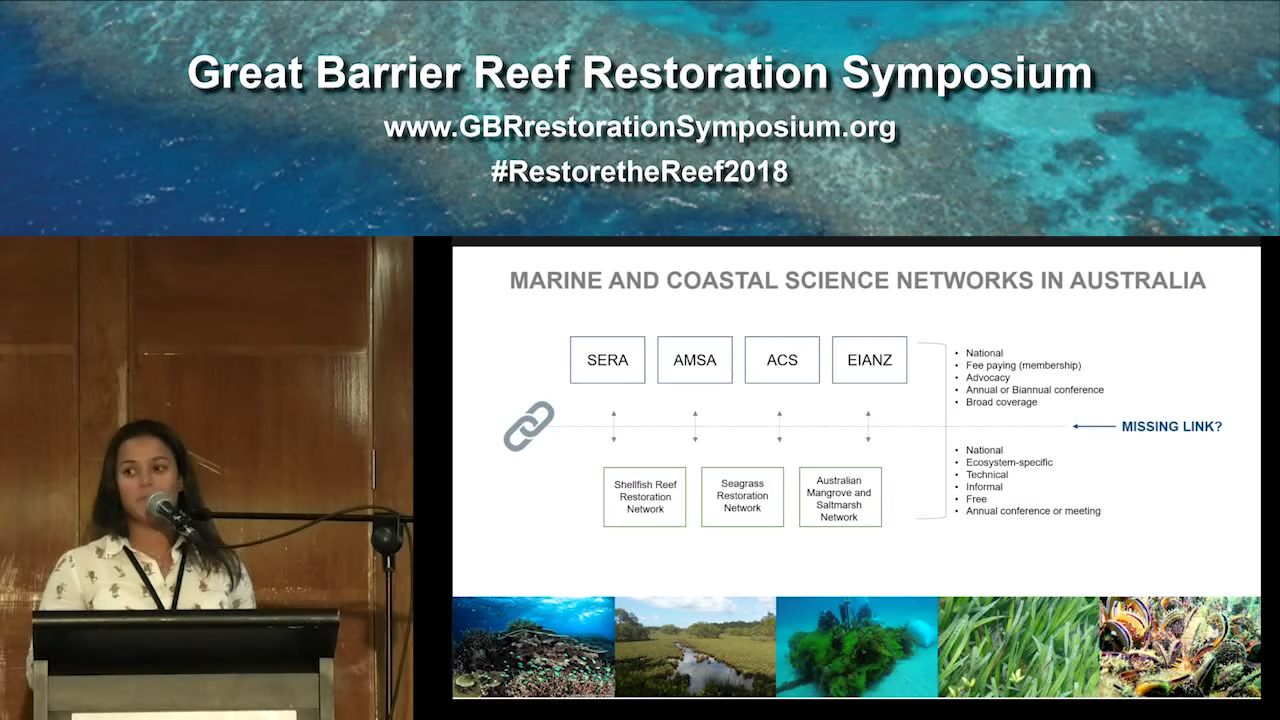 Great Barrier Reef Restoration Symposium
www.GBRrestorationSymposium.org
#RestoretheReef2018
MARINE AND COASTAL SCIENCE NETWORKS IN AUSTRALIA
SERA
AMSA
ACS
EIANZ
• National
• Fee paying (membership)
• Advocacy
• Annual or Biannual conference
• Broad coverage
MISSING LINK?
Shellfish Reef
Restoration
Network
Seagrass
Restoration
Network
Australian
Mangrove and
Saltmarsh
Network
• National
• Ecosystem-specific
• Technical
• Informal
• Free
• Annual conference or meeting